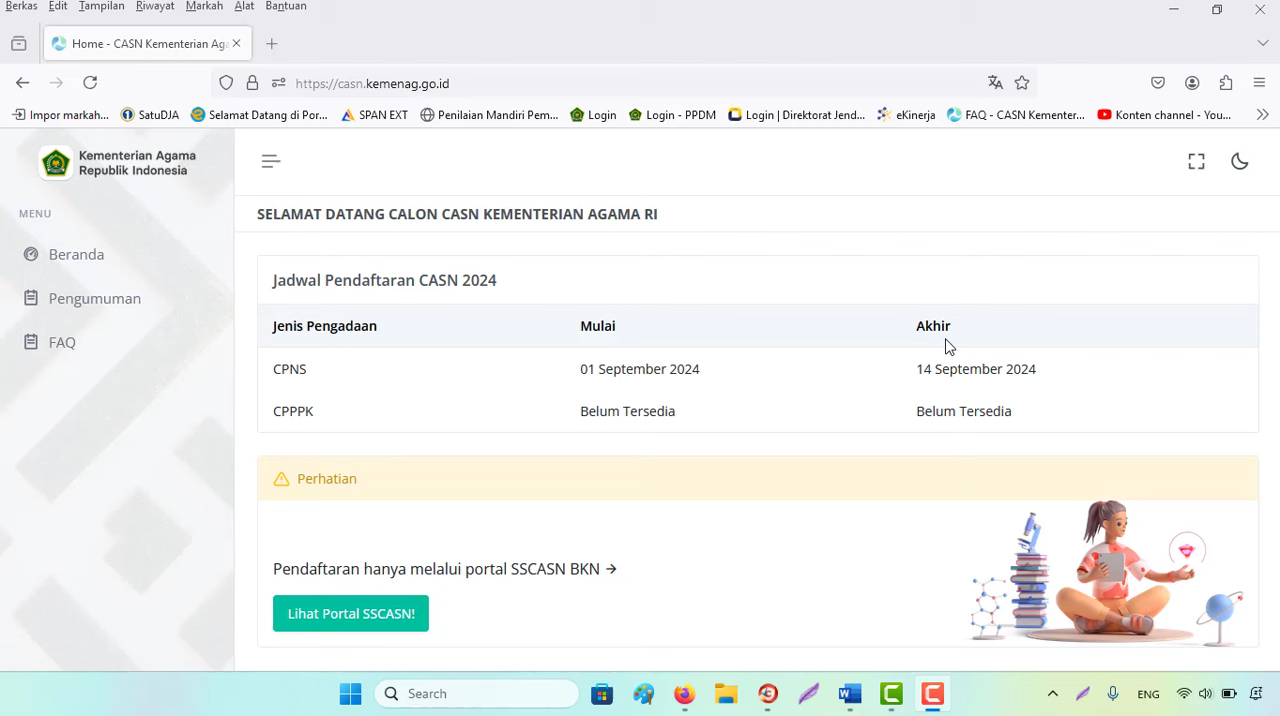 Berkas Edit Tampilan Riwayat Markah Alat Bantuan
Home - CASN Kementerian Ag
https://casn.kemenag.go.id
Impor markah... SatuDJA Selamat Datang di Por... SPAN EXT Penilaian Mandiri Pem... Login Login - PPDM Login | Direktorat Jend... eKinerja FAQ - CASN Kementer... Konten channel - You...
Kementerian Agama
Republik Indonesia
MENU
Beranda
Pengumuman
FAQ
SELAMAT DATANG CALON CASN KEMENTERIAN AGAMA RI
Jadwal Pendaftaran CASN 2024
Jenis Pengadaan Mulai Akhir
CPNS 01 September 2024 14 September 2024
CPPPK Belum Tersedia Belum Tersedia
Perhatian
Pendaftaran hanya melalui portal SSCASN BKN →
Lihat Portal SSCASN!
Search
ENG